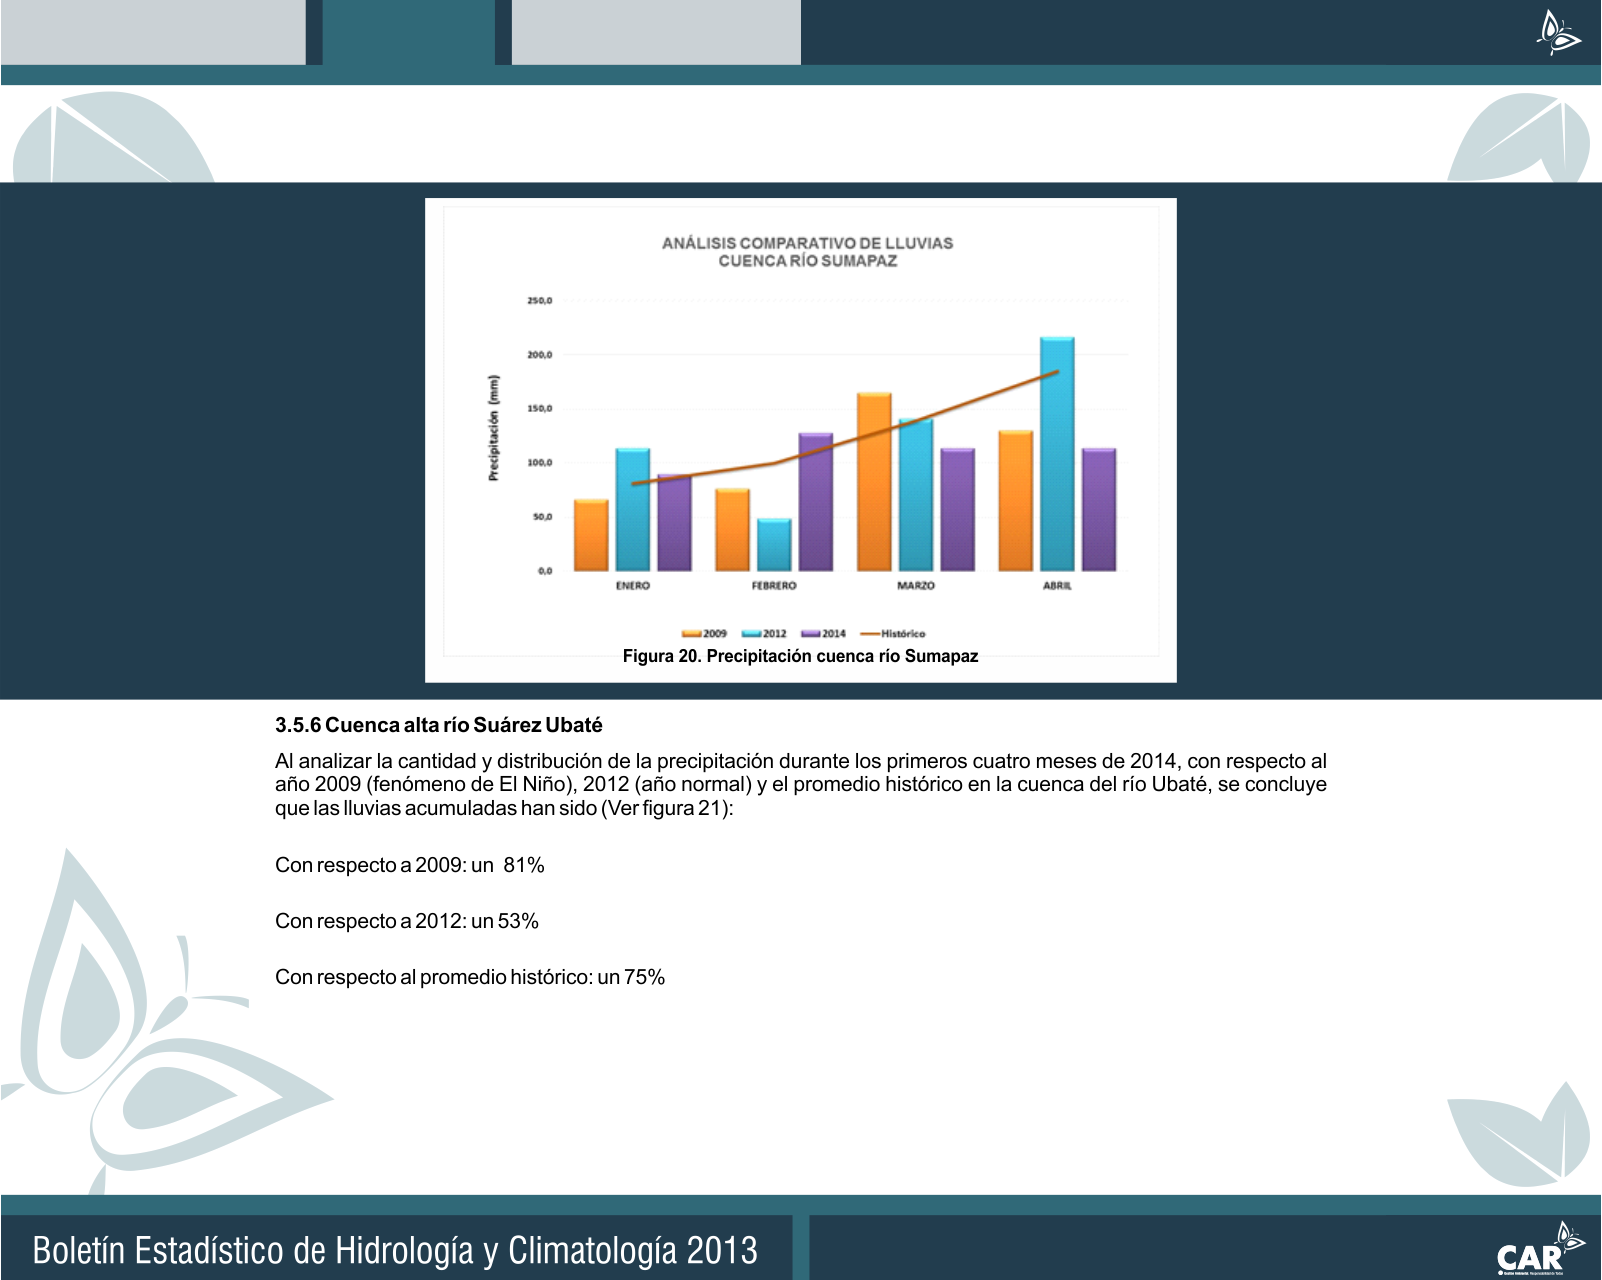 ANÁLISIS COMPARATIVO DE LLUVIAS
CUENCA RÍO SUMAPAZ
Precipitación (mm)
250,0
200,0
150,0
100,0
50,0
0,0
ENERO FEBRERO MARZO ABRIL
2009 2012 2014 Histórico
Figura 20. Precipitación cuenca río Sumapaz
3.5.6 Cuenca alta río Suárez Ubaté
Al analizar la cantidad y distribución de la precipitación durante los primeros cuatro meses de 2014, con respecto al
año 2009 (fenómeno de El Niño), 2012 (año normal) y el promedio histórico en la cuenca del río Ubaté, se concluye
que las lluvias acumuladas han sido (Ver figura 21):
Con respecto a 2009: un 81%
Con respecto a 2012: un 53%
Con respecto al promedio histórico: un 75%
Boletín Estadístico de Hidrología y Climatología 2013
CAR